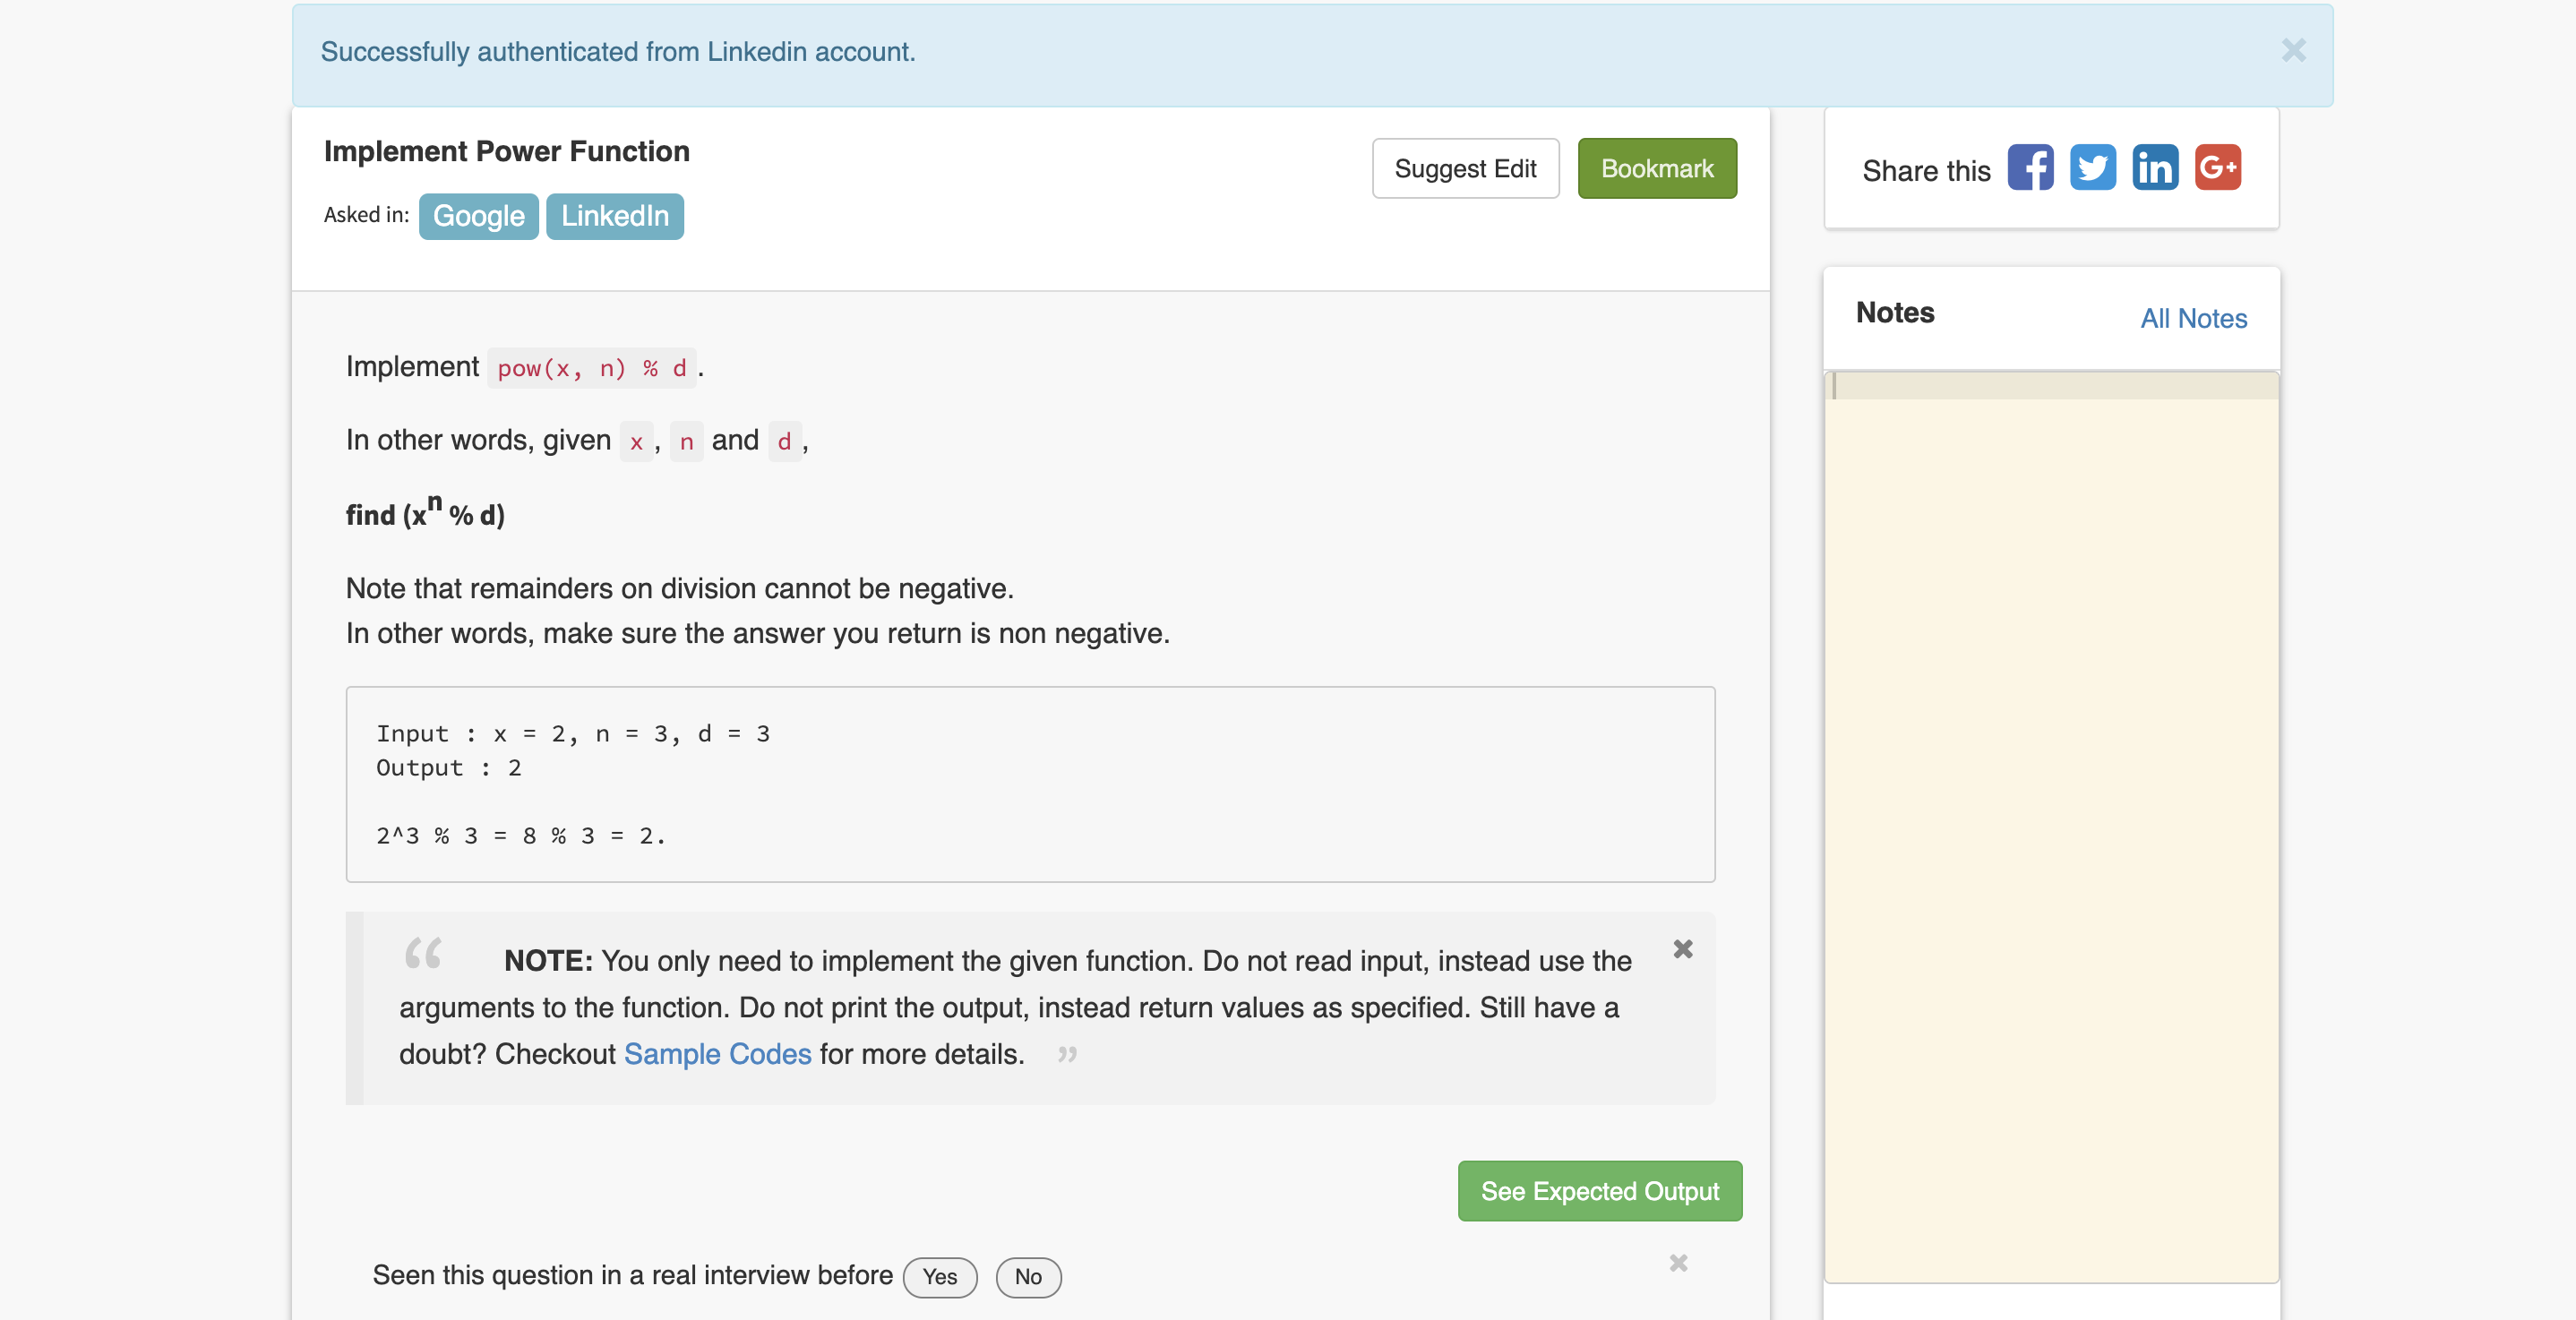 Successfully authenticated from Linkedin account.
×
Implement Power Function
Suggest Edit
Bookmark
Asked in: Google LinkedIn
Share this
Notes
All Notes
Implement pow(x, n) % d .
In other words, given x , n and d ,
find (xⁿ % d)
Note that remainders on division cannot be negative.
In other words, make sure the answer you return is non negative.
Input : x = 2, n = 3, d = 3
Output : 2
2^3 % 3 = 8 % 3 = 2.
“ NOTE: You only need to implement the given function. Do not read input, instead use the
arguments to the function. Do not print the output, instead return values as specified. Still have a
doubt? Checkout Sample Codes for more details. ”
See Expected Output
Seen this question in a real interview before Yes No